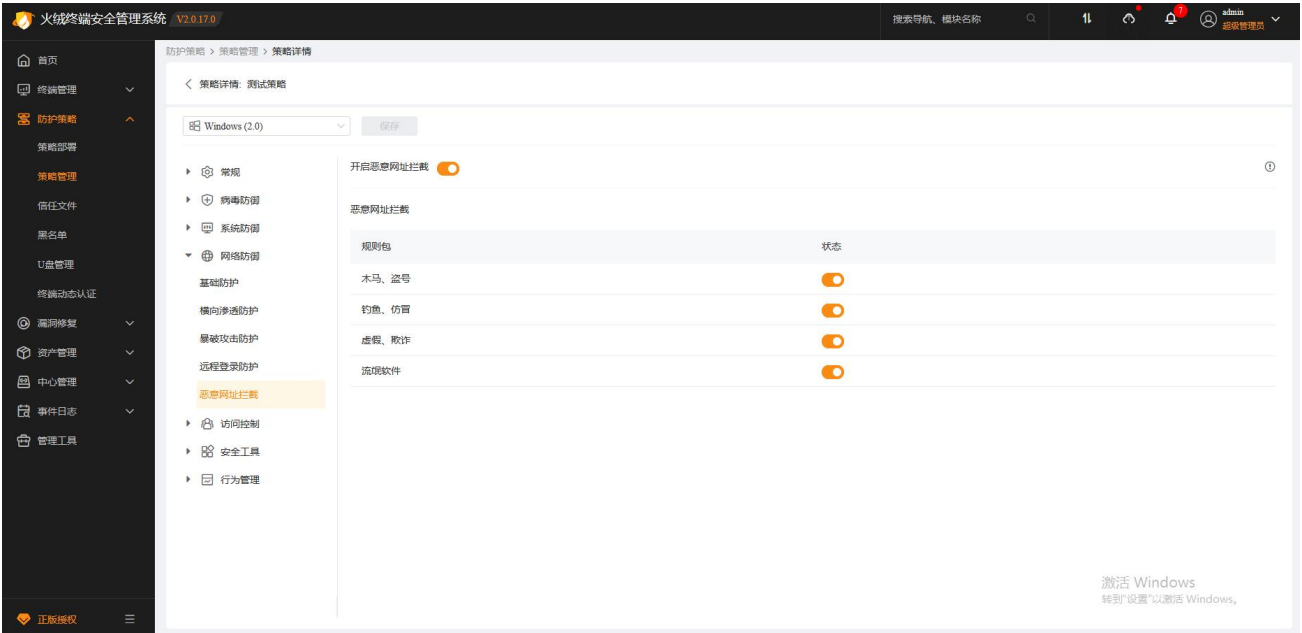 火绒终端安全管理系统 V2.0.17.0
搜索导航、模块名称
7
admin
超级管理员
首页
终端管理
防护策略
策略部署
策略管理
信任文件
黑名单
U盘管理
终端动态认证
漏洞修复
资产管理
中心管理
事件日志
管理工具
正版授权
防护策略 > 策略管理 > 策略详情
策略详情: 测试策略
Windows (2.0)
保存
常规
病毒防御
系统防御
网络防御
基础防护
横向渗透防护
暴破攻击防护
远程登录防护
恶意网址拦截
访问控制
安全工具
行为管理
开启恶意网址拦截
恶意网址拦截
规则包 状态
木马、盗号
钓鱼、仿冒
虚假、欺诈
流氓软件
激活 Windows
转到"设置"以激活 Windows。